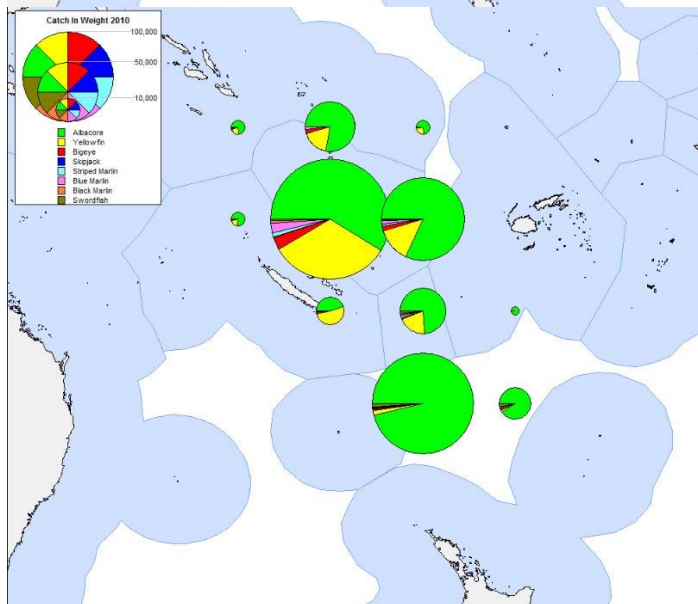 Catch In Weight 2010
100,000
50,000
10,000
Albacore
Yellowfin
Bigeye
Skipjack
Striped Marlin
Blue Marlin
Black Marlin
Swordfish